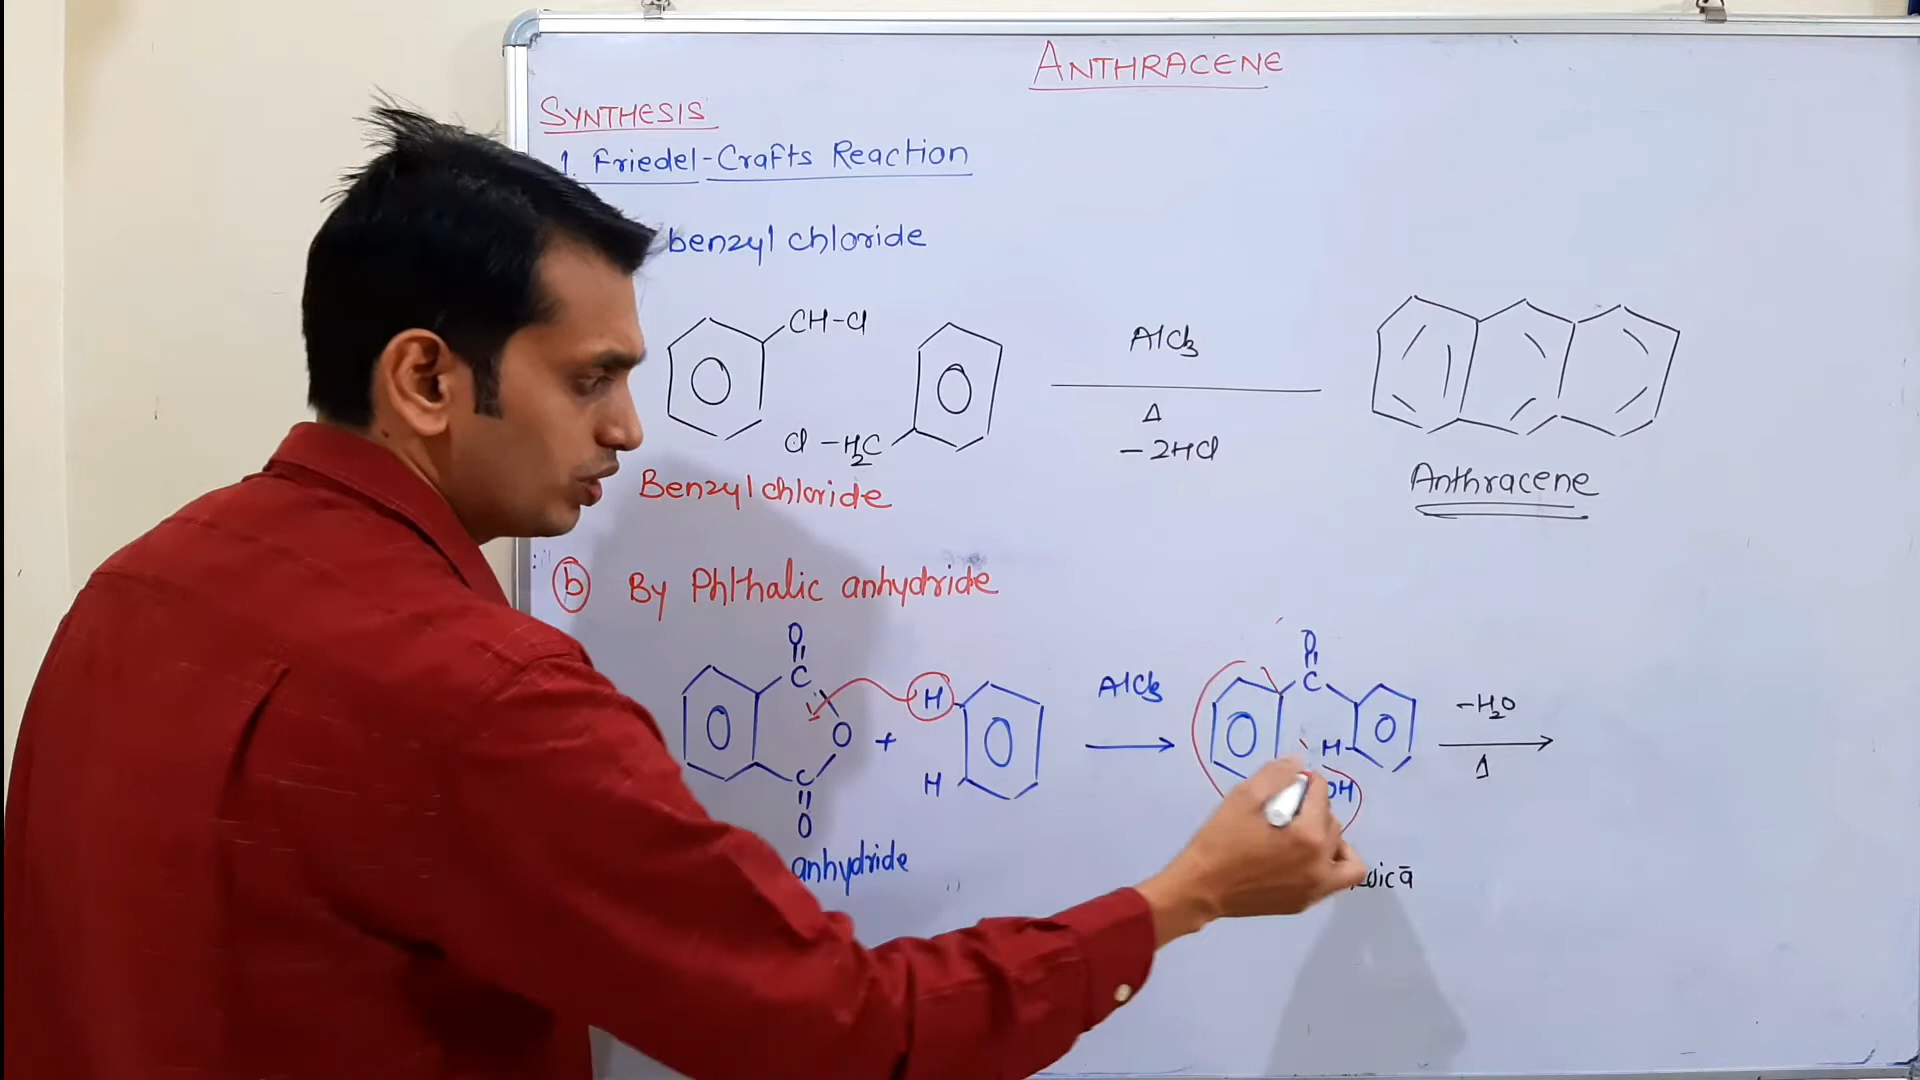 ANTHRACENE
SYNTHESIS
1. Friedel-Crafts Reaction
benzyl chloride
CH-Cl
AlCl3
Δ
Cl -H2C
-2HCl
Benzyl chloride
Anthracene
b By Phthalic anhydride
O
C
H
O + H
C
O
AlCl3
O
C
H
OH
-H2O
Δ
anhydride